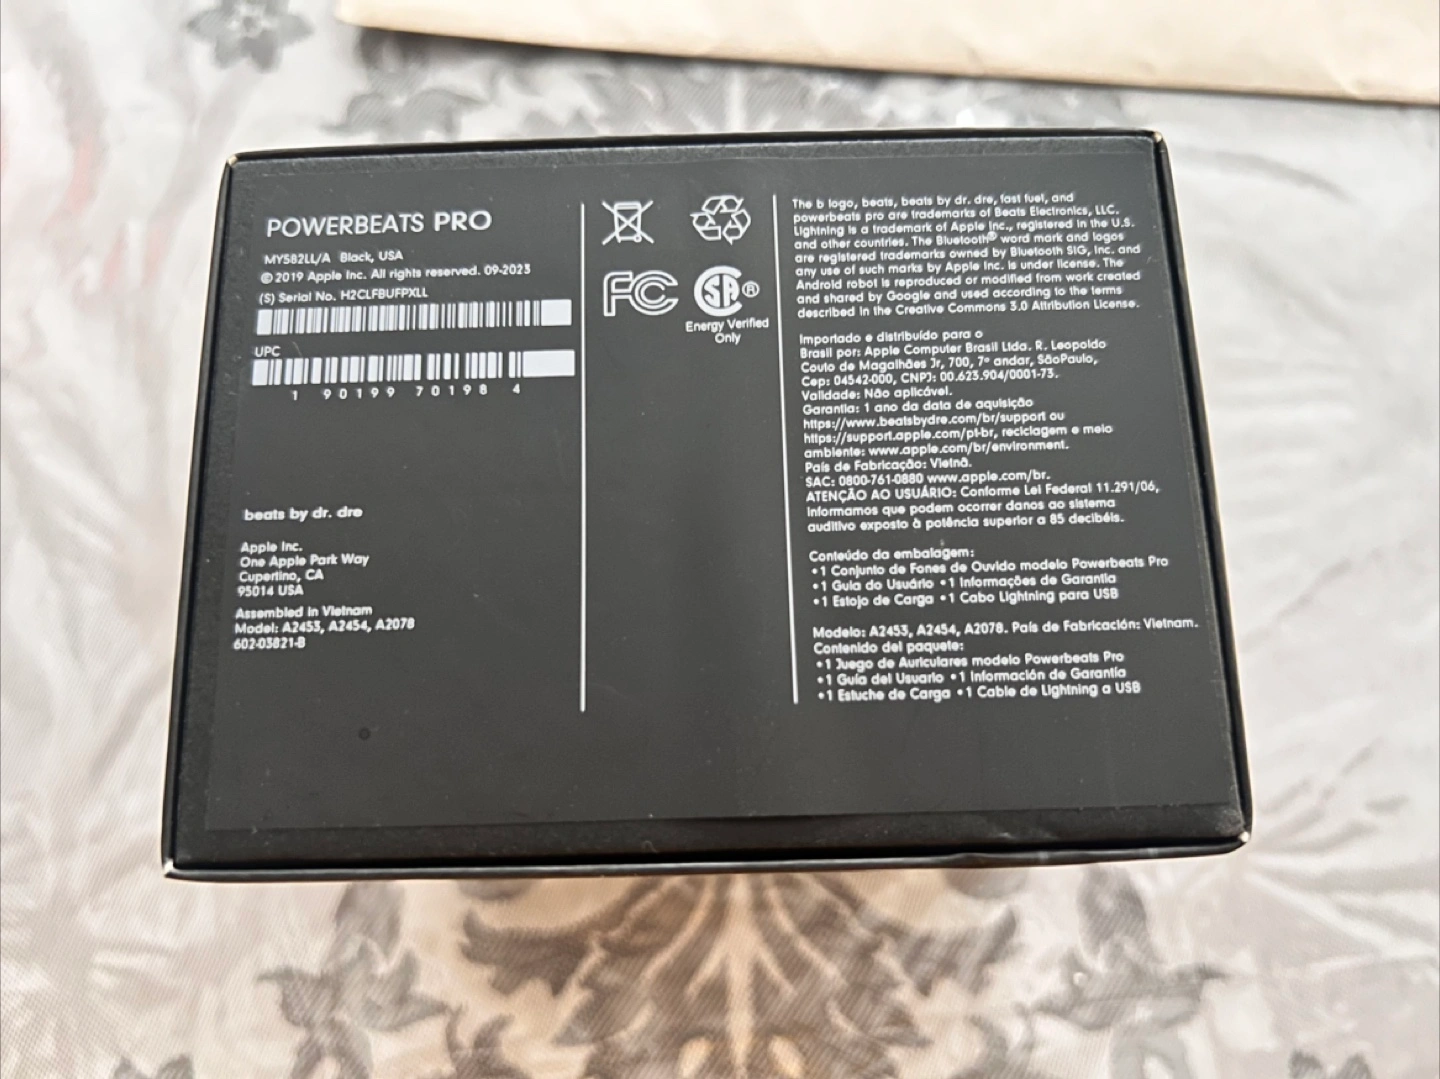 POWERBEATS PRO
MY582LL/A Black, USA
© 2019 Apple Inc. All rights reserved. 09-2023
(S) Serial No. H2CLFBUFPXLL
UPC
1 90199 70198 4
beats by dr. dre
Apple Inc.
One Apple Park Way
Cupertino, CA
95014 USA
Assembled in Vietnam
Model: A2453, A2454, A2078
602-03821-B
FC
SA ®
Energy Verified
Only
The b logo, beats, beats by dr. dre, fast fuel, and
powerbeats pro are trademarks of Beats Electronics, LLC.
Lightning is a trademark of Apple Inc., registered in the U.S.
and other countries. The Bluetooth® word mark and logos
are registered trademarks owned by Bluetooth SIG, Inc. and
any use of such marks by Apple Inc. is under license. The
Android robot is reproduced or modified from work created
and shared by Google and used according to the terms
described in the Creative Commons 3.0 Attribution License.
Importado e distribuído para o
Brasil por: Apple Computer Brasil Ltda. R. Leopoldo
Couto de Magalhães Jr, 700, 7º andar, SãoPaulo,
Cep: 04542-000, CNPJ: 00.623.904/0001-73.
Validade: Não aplicável.
Garantia: 1 ano da data de aquisição
https://www.beatsbydre.com/br/support ou
https://support.apple.com/pt-br, reciclagem e meio
ambiente: www.apple.com/br/environment.
País de Fabricação: Vietnã.
SAC: 0800-761-0880 www.apple.com/br.
ATENÇÃO AO USUÁRIO: Conforme Lei Federal 11.291/06,
informamos que podem ocorrer danos ao sistema
auditivo exposto à potência superior a 85 decibéis.
Conteúdo da embalagem:
•1 Conjunto de Fones de Ouvido modelo Powerbeats Pro
•1 Guia do Usuário •1 Informações de Garantia
•1 Estojo de Carga •1 Cabo Lightning para USB
Modelo: A2453, A2454, A2078. País de Fabricación: Vietnam.
Contenido del paquete:
•1 Juego de Auriculares modelo Powerbeats Pro
•1 Guía del Usuario •1 Información de Garantía
•1 Estuche de Carga •1 Cable de Lightning a USB